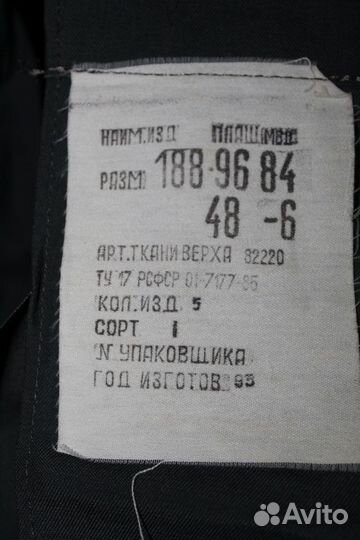 НАИМ.ИЗД ПЛАЩ(МВД)
РАЗМ 188-96 84
48 -6
АРТ.ТКАНИ ВЕРХА 82220
ТУ 17 РСФСР 01-7177-85
КОЛ.ИЗД 5
СОРТ I
N УПАКОВЩИКА
ГОД ИЗГОТОВ 93
Avito